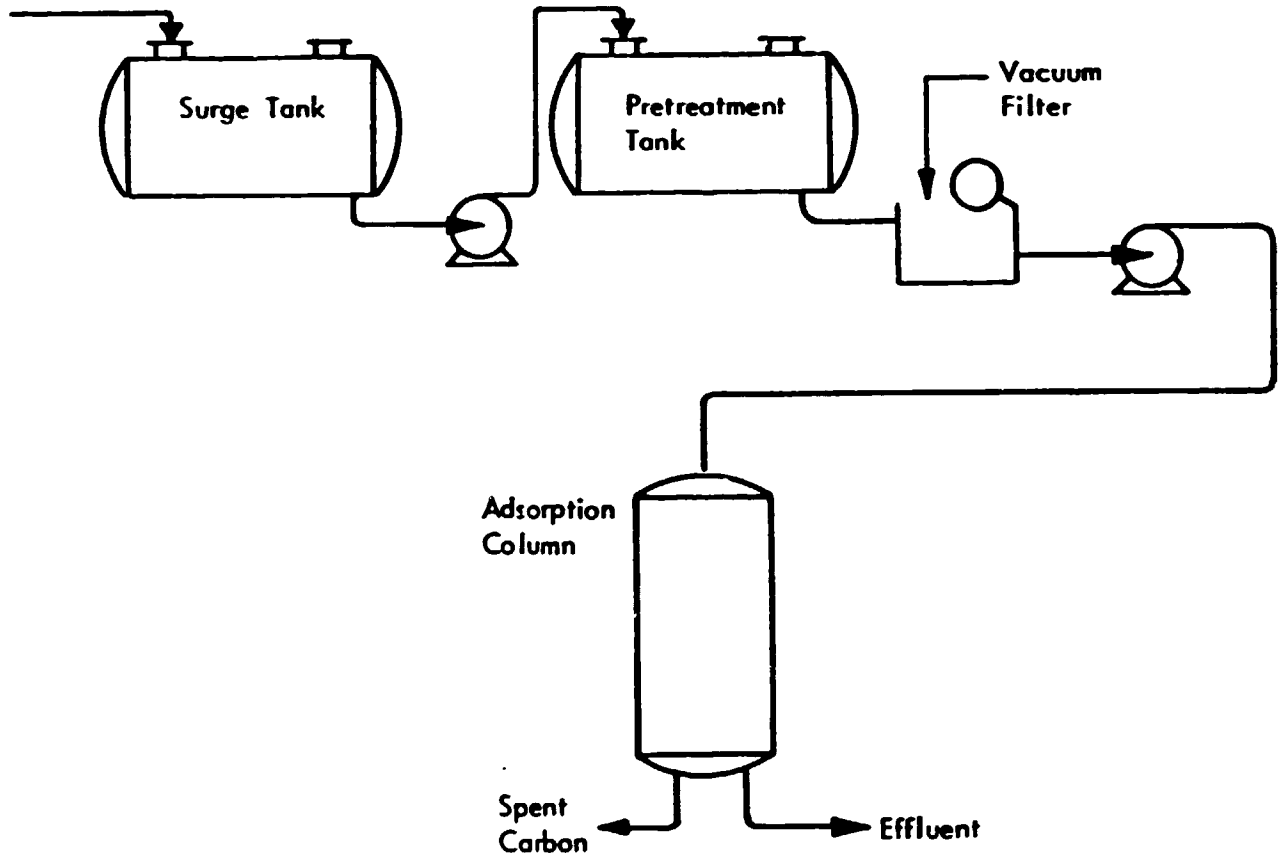 Surge Tank
Pretreatment
Tank
Vacuum
Filter
Adsorption
Column
Spent
Carbon
Effluent